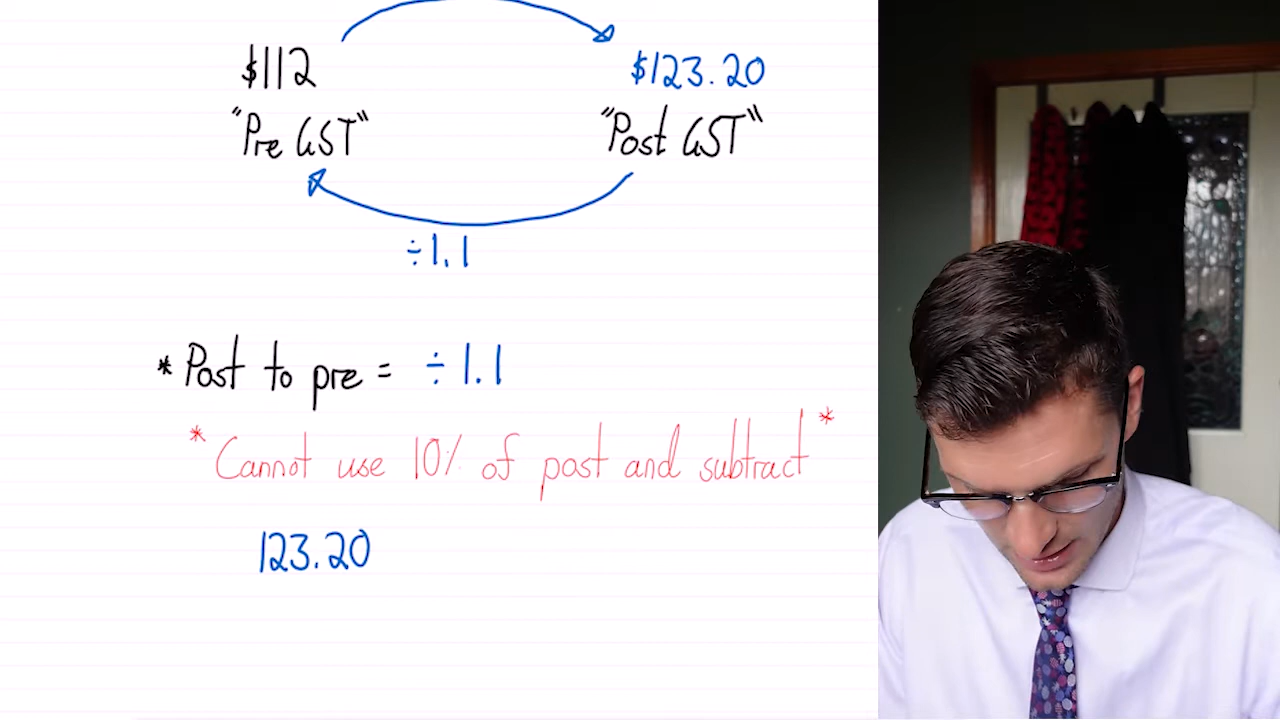 $112 $123.20
"Pre GST" "Post GST"
÷1.1
*Post to pre = ÷1.1
*Cannot use 10% of post and subtract*
123.20